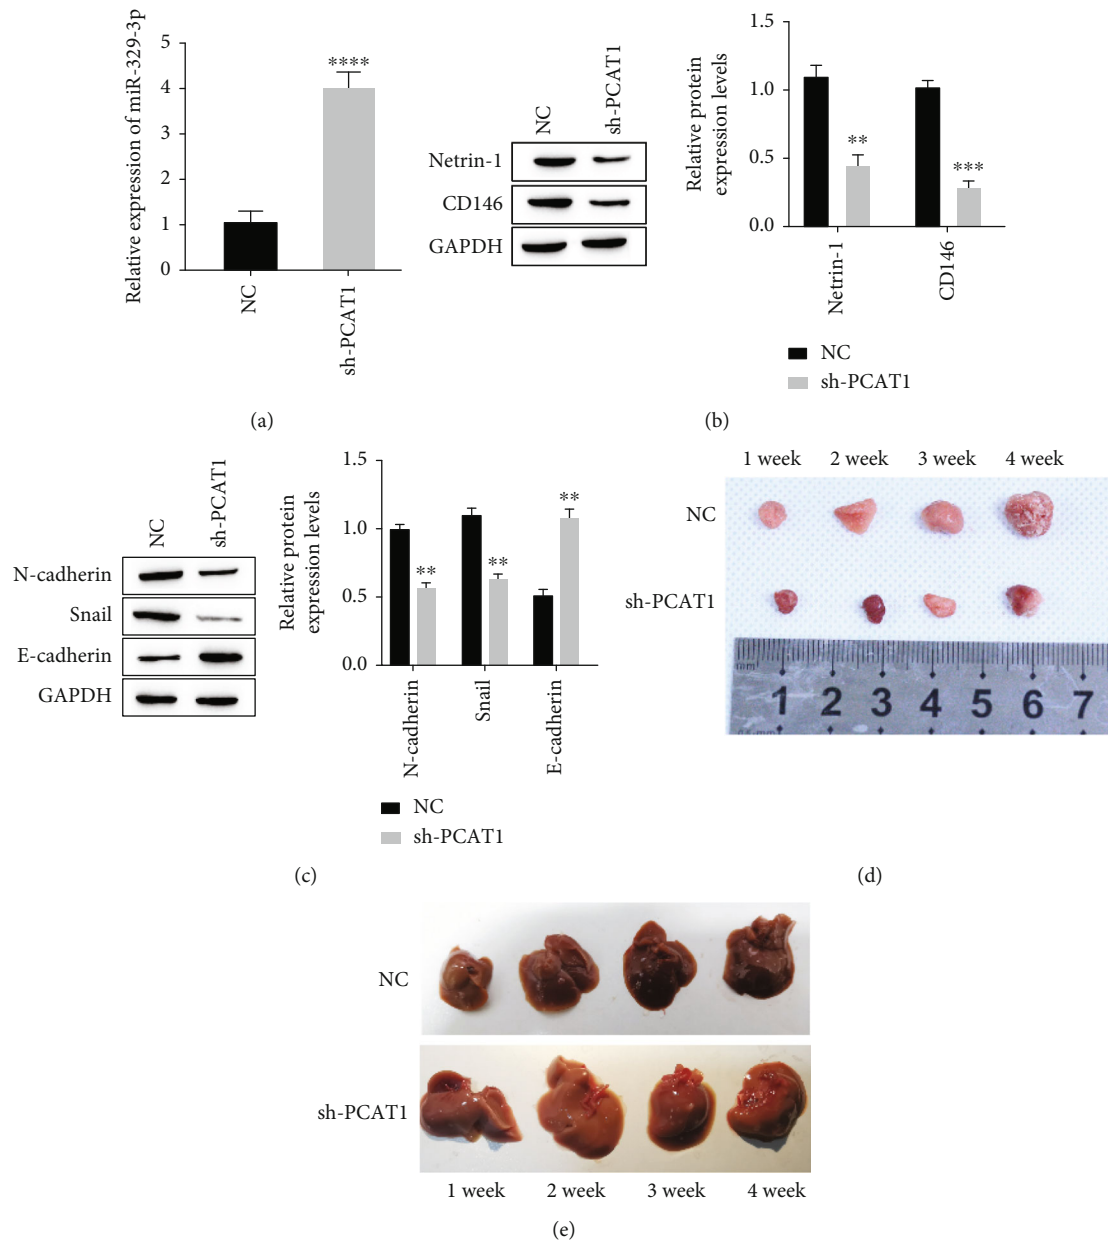 Relative expression of miR-329-3p
5
4
3
2
1
0
****
NC
sh-PCAT1
(a)
NC
sh-PCAT1
Netrin-1
CD146
GAPDH
Relative protein
expression levels
1.5
1.0
0.5
0.0
**
***
Netrin-1
CD146
NC
sh-PCAT1
(b)
NC
sh-PCAT1
N-cadherin
Snail
E-cadherin
GAPDH
Relative protein
expression levels
1.5
1.0
0.5
0.0
**
**
**
N-cadherin
Snail
E-cadherin
NC
sh-PCAT1
(c)
1 week 2 week 3 week 4 week
NC
sh-PCAT1
mm
1 2 3 4 5 6 7
(d)
NC
sh-PCAT1
1 week 2 week 3 week 4 week
(e)